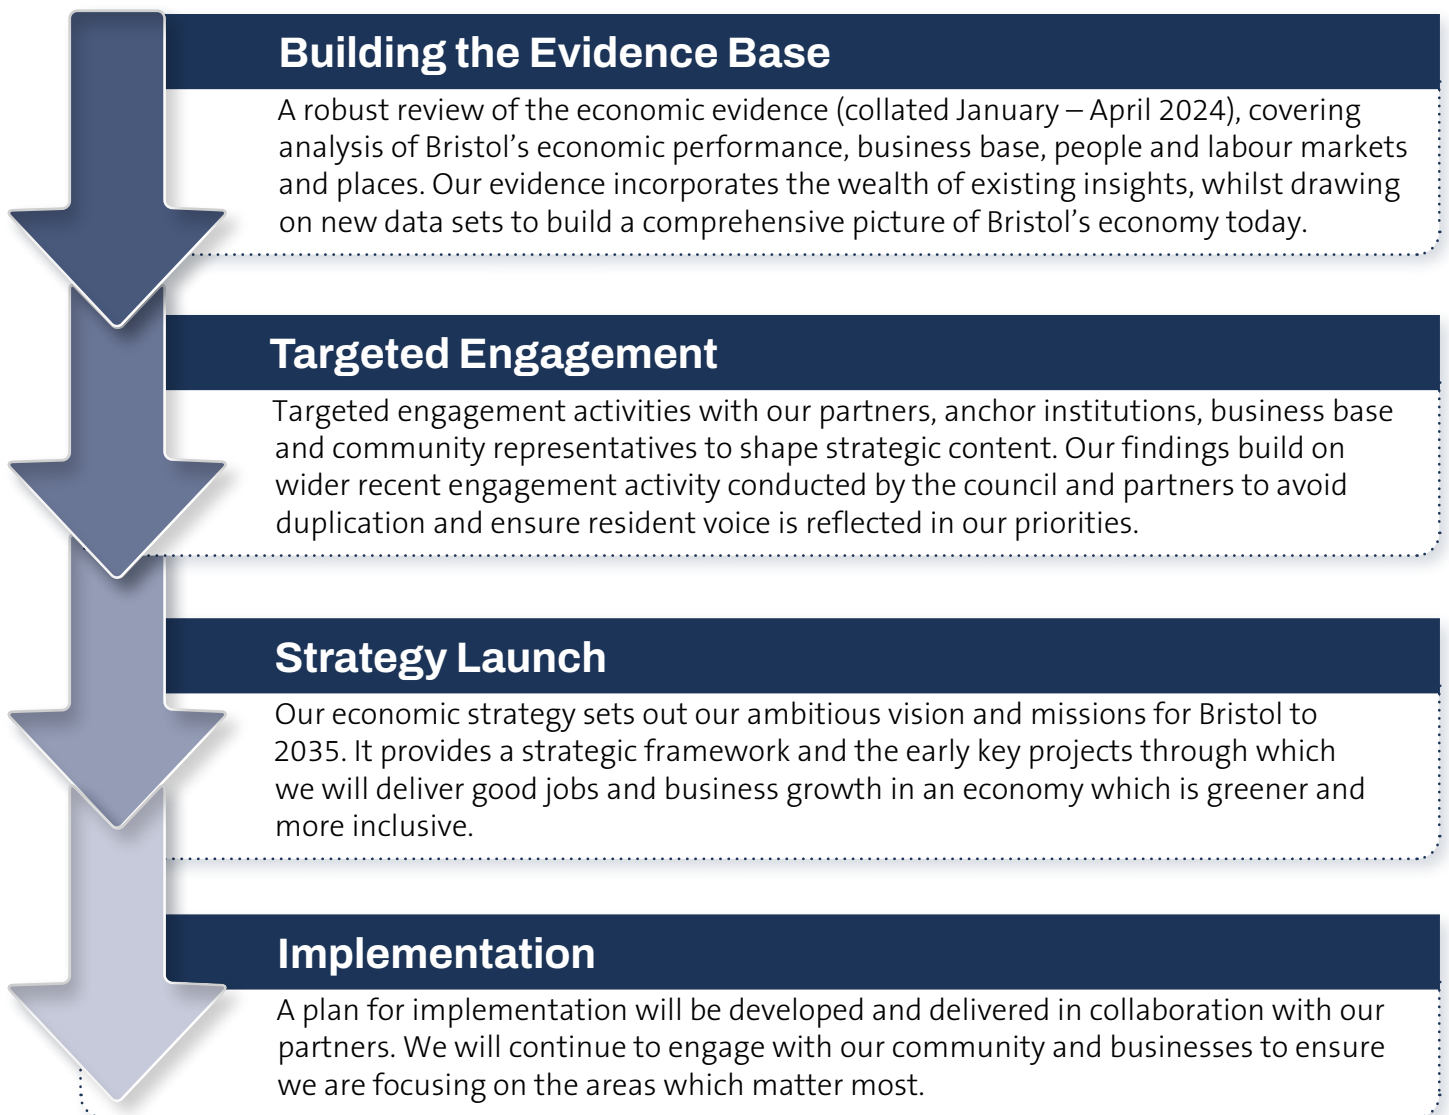 Building the Evidence Base
A robust review of the economic evidence (collated January – April 2024), covering
analysis of Bristol’s economic performance, business base, people and labour markets
and places. Our evidence incorporates the wealth of existing insights, whilst drawing
on new data sets to build a comprehensive picture of Bristol’s economy today.
Targeted Engagement
Targeted engagement activities with our partners, anchor institutions, business base
and community representatives to shape strategic content. Our findings build on
wider recent engagement activity conducted by the council and partners to avoid
duplication and ensure resident voice is reflected in our priorities.
Strategy Launch
Our economic strategy sets out our ambitious vision and missions for Bristol to
2035. It provides a strategic framework and the early key projects through which
we will deliver good jobs and business growth in an economy which is greener and
more inclusive.
Implementation
A plan for implementation will be developed and delivered in collaboration with our
partners. We will continue to engage with our community and businesses to ensure
we are focusing on the areas which matter most.